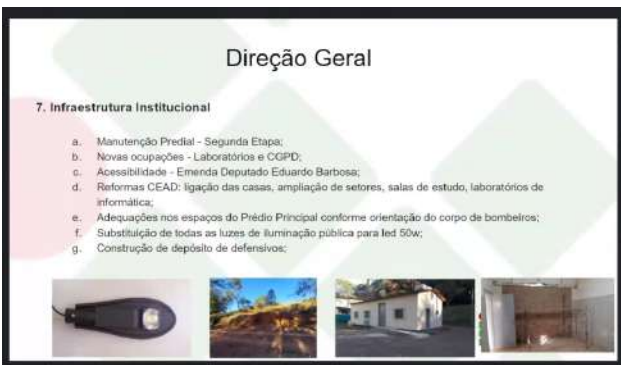 Direção Geral
7. Infraestrutura Institucional
a. Manutenção Predial - Segunda Etapa;
b. Novas ocupações - Laboratórios e CGPD;
c. Acessibilidade - Emenda Deputado Eduardo Barbosa;
d. Reformas CEAD: ligação das casas, ampliação de setores, salas de estudo, laboratórios de
informática;
e. Adequações nos espaços do Prédio Principal conforme orientação do corpo de bombeiros;
f. Substituição de todas as luzes de iluminação pública para led 50w;
g. Construção de depósito de defensivos;